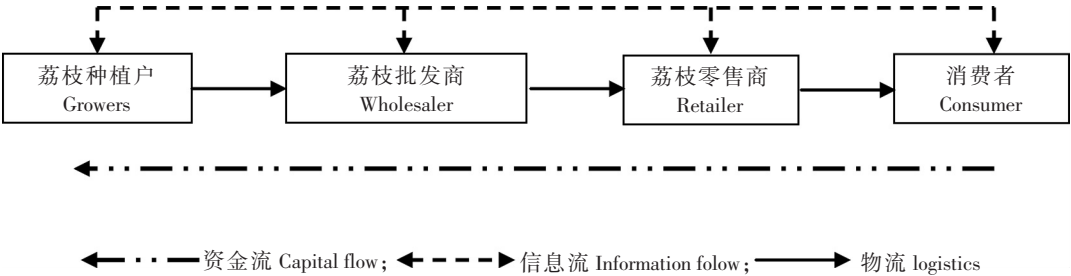 荔枝种植户
Growers
荔枝批发商
Wholesaler
荔枝零售商
Retailer
消费者
Consumer
资金流 Capital flow; 信息流 Information folow; 物流 logistics